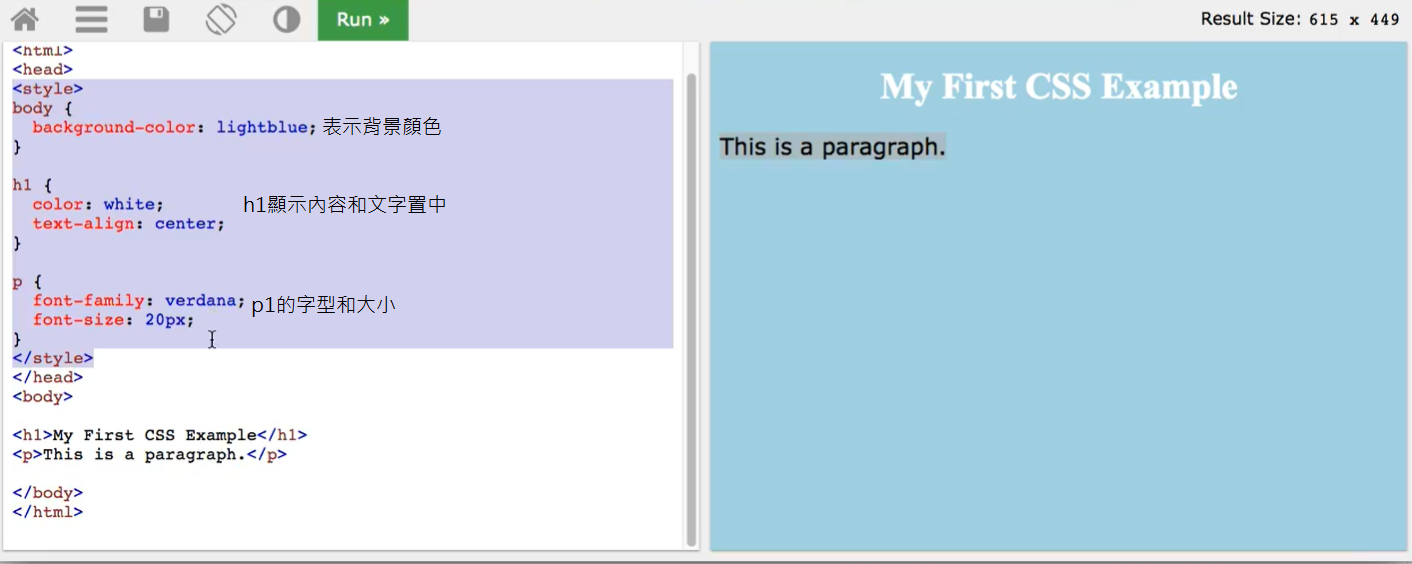 Run »
Result Size: 615 x 449
<html>
<head>
<style>
body {
  background-color: lightblue; 表示背景顏色
}
h1 {
  color: white;
h1顯示內容和文字置中
  text-align: center;
}
p {
  font-family: verdana; p1的字型和大小
  font-size: 20px;
}
</style>
</head>
<body>
<h1>My First CSS Example</h1>
<p>This is a paragraph.</p>
</body>
</html>
My First CSS Example
This is a paragraph.